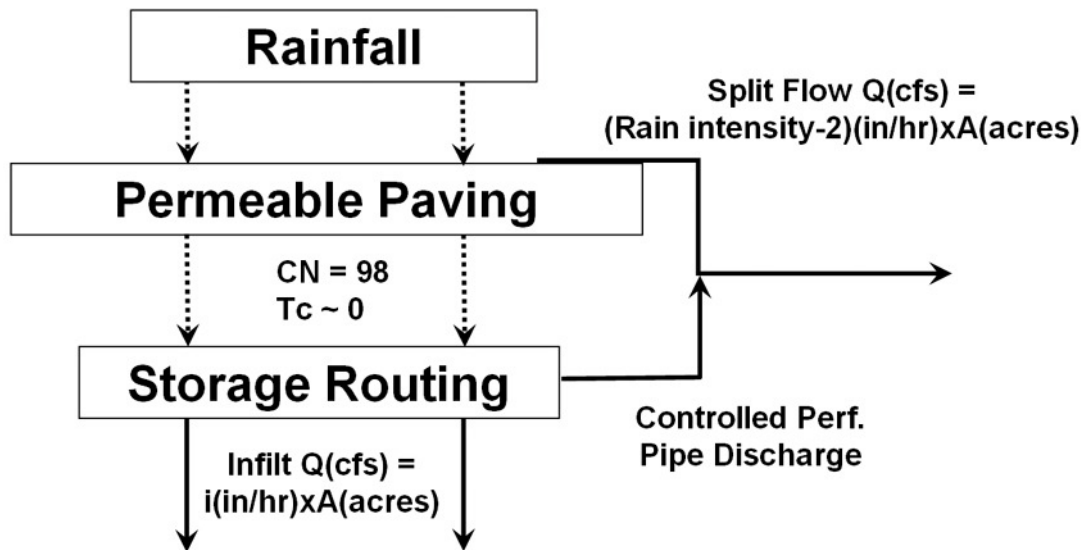 Rainfall
Split Flow Q(cfs) =
(Rain intensity-2)(in/hr)xA(acres)
Permeable Paving
CN = 98
Tc ~ 0
Storage Routing
Controlled Perf.
Pipe Discharge
Infilt Q(cfs) =
i(in/hr)xA(acres)